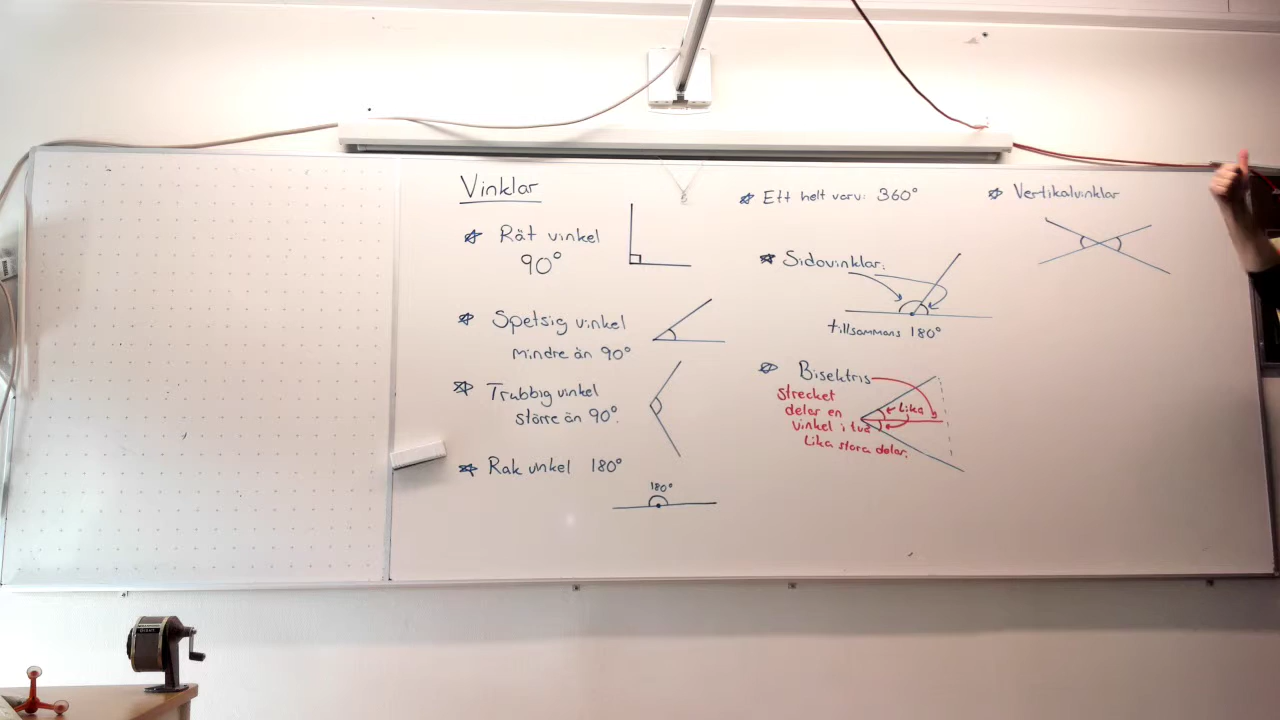 Vinklar
☆ Rät vinkel
90°
☆ Spetsig vinkel
mindre än 90°
☆ Trubbig vinkel
större än 90°.
☆ Rak vnkel 180°
180°
☆ Ett helt varv: 360°
☆ Sidovinklar:
tillsammans 180°
☆ Bisektris
strecket
delar en
vinkel i två
Lika stora delar.
Lika
☆ Vertikalvinklar